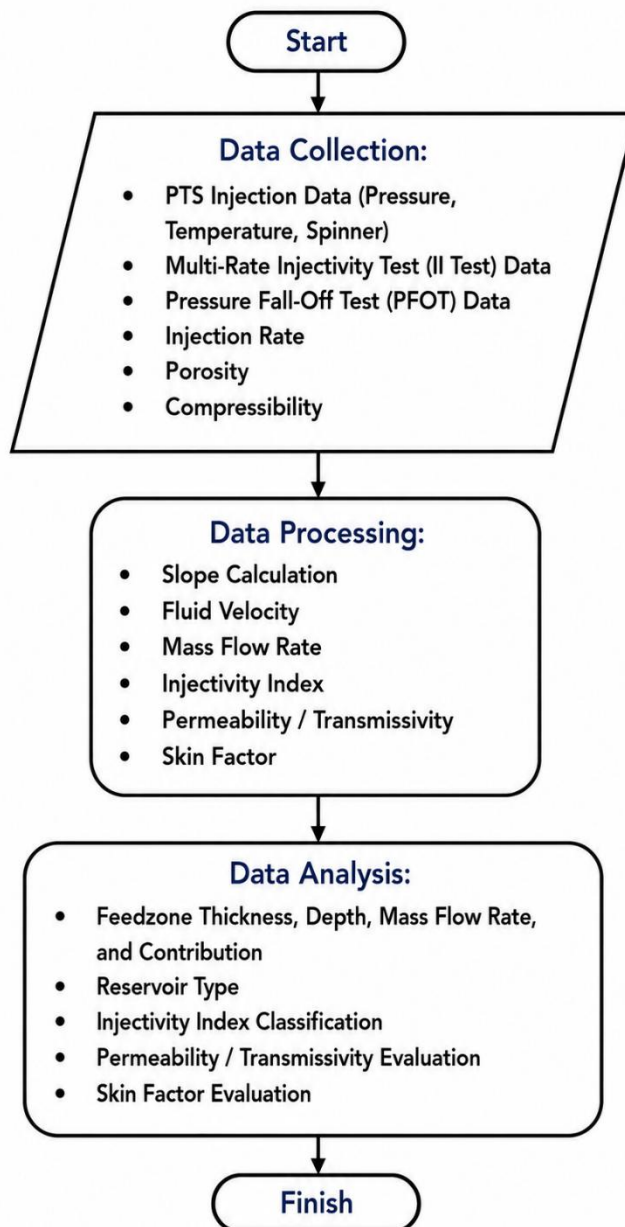 Start
Data Collection:
• PTS Injection Data (Pressure,
Temperature, Spinner)
• Multi-Rate Injectivity Test (II Test) Data
• Pressure Fall-Off Test (PFOT) Data
• Injection Rate
• Porosity
• Compressibility
Data Processing:
• Slope Calculation
• Fluid Velocity
• Mass Flow Rate
• Injectivity Index
• Permeability / Transmissivity
• Skin Factor
Data Analysis:
• Feedzone Thickness, Depth, Mass Flow Rate,
and Contribution
• Reservoir Type
• Injectivity Index Classification
• Permeability / Transmissivity Evaluation
• Skin Factor Evaluation
Finish